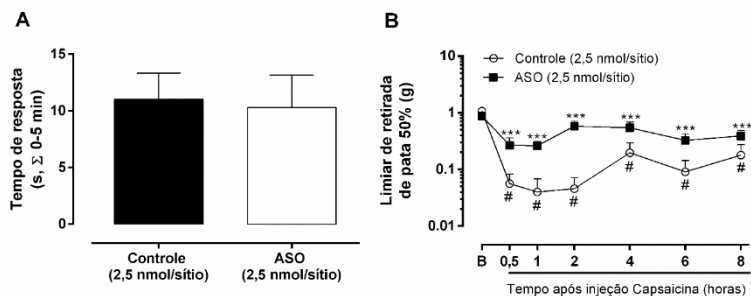 A
Tempo de resposta
(s, Σ 0-5 min)
15
10
5
0
Controle
(2,5 nmol/sítio)
ASO
(2,5 nmol/sítio)
B
Controle (2,5 nmol/sítio)
ASO (2,5 nmol/sítio)
Limiar de retirada
de pata 50% (g)
10
1
0.1
0.01
*** *** *** *** *** ***
# # # # # #
B 0,5 1 2 4 6 8
Tempo após injeção Capsaicina (horas)